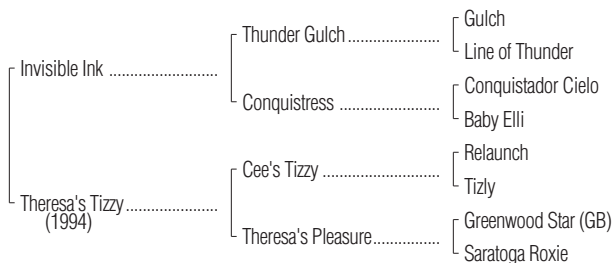 Gulch
Thunder Gulch
Line of Thunder
Invisible Ink
Conquistador Cielo
Conquistress
Baby Elli
Relaunch
Cee's Tizzy
Tizly
Theresa's Tizzy
(1994)
Greenwood Star (GB)
Theresa's Pleasure
Saratoga Roxie